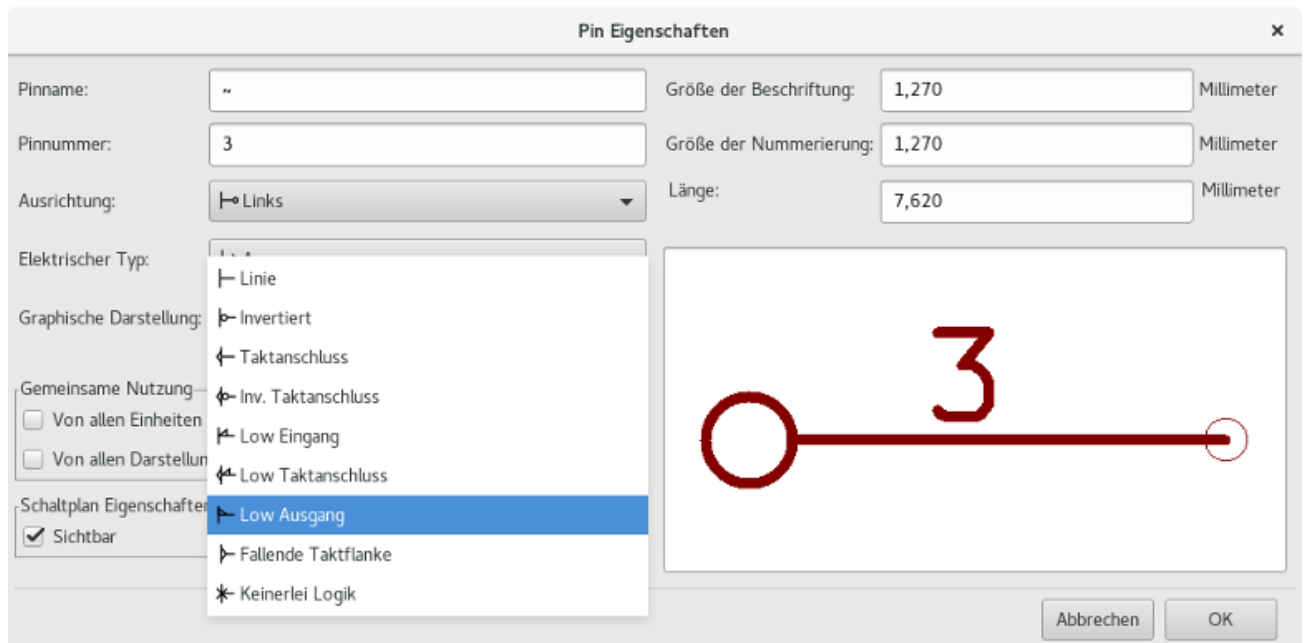 Pin Eigenschaften
Pinname:
~
Größe der Beschriftung:
1,270
Millimeter
Pinnummer:
3
Größe der Nummerierung:
1,270
Millimeter
Ausrichtung:
Links
Länge:
7,620
Millimeter
Elektrischer Typ:
Graphische Darstellung:
Linie
Invertiert
Taktanschluss
Inv. Taktanschluss
Low Eingang
Low Taktanschluss
Low Ausgang
Fallende Taktflanke
Keinerlei Logik
Gemeinsame Nutzung
Von allen Einheiten
Von allen Darstellun
Schaltplan Eigenschafter
Sichtbar
3
Abbrechen
OK